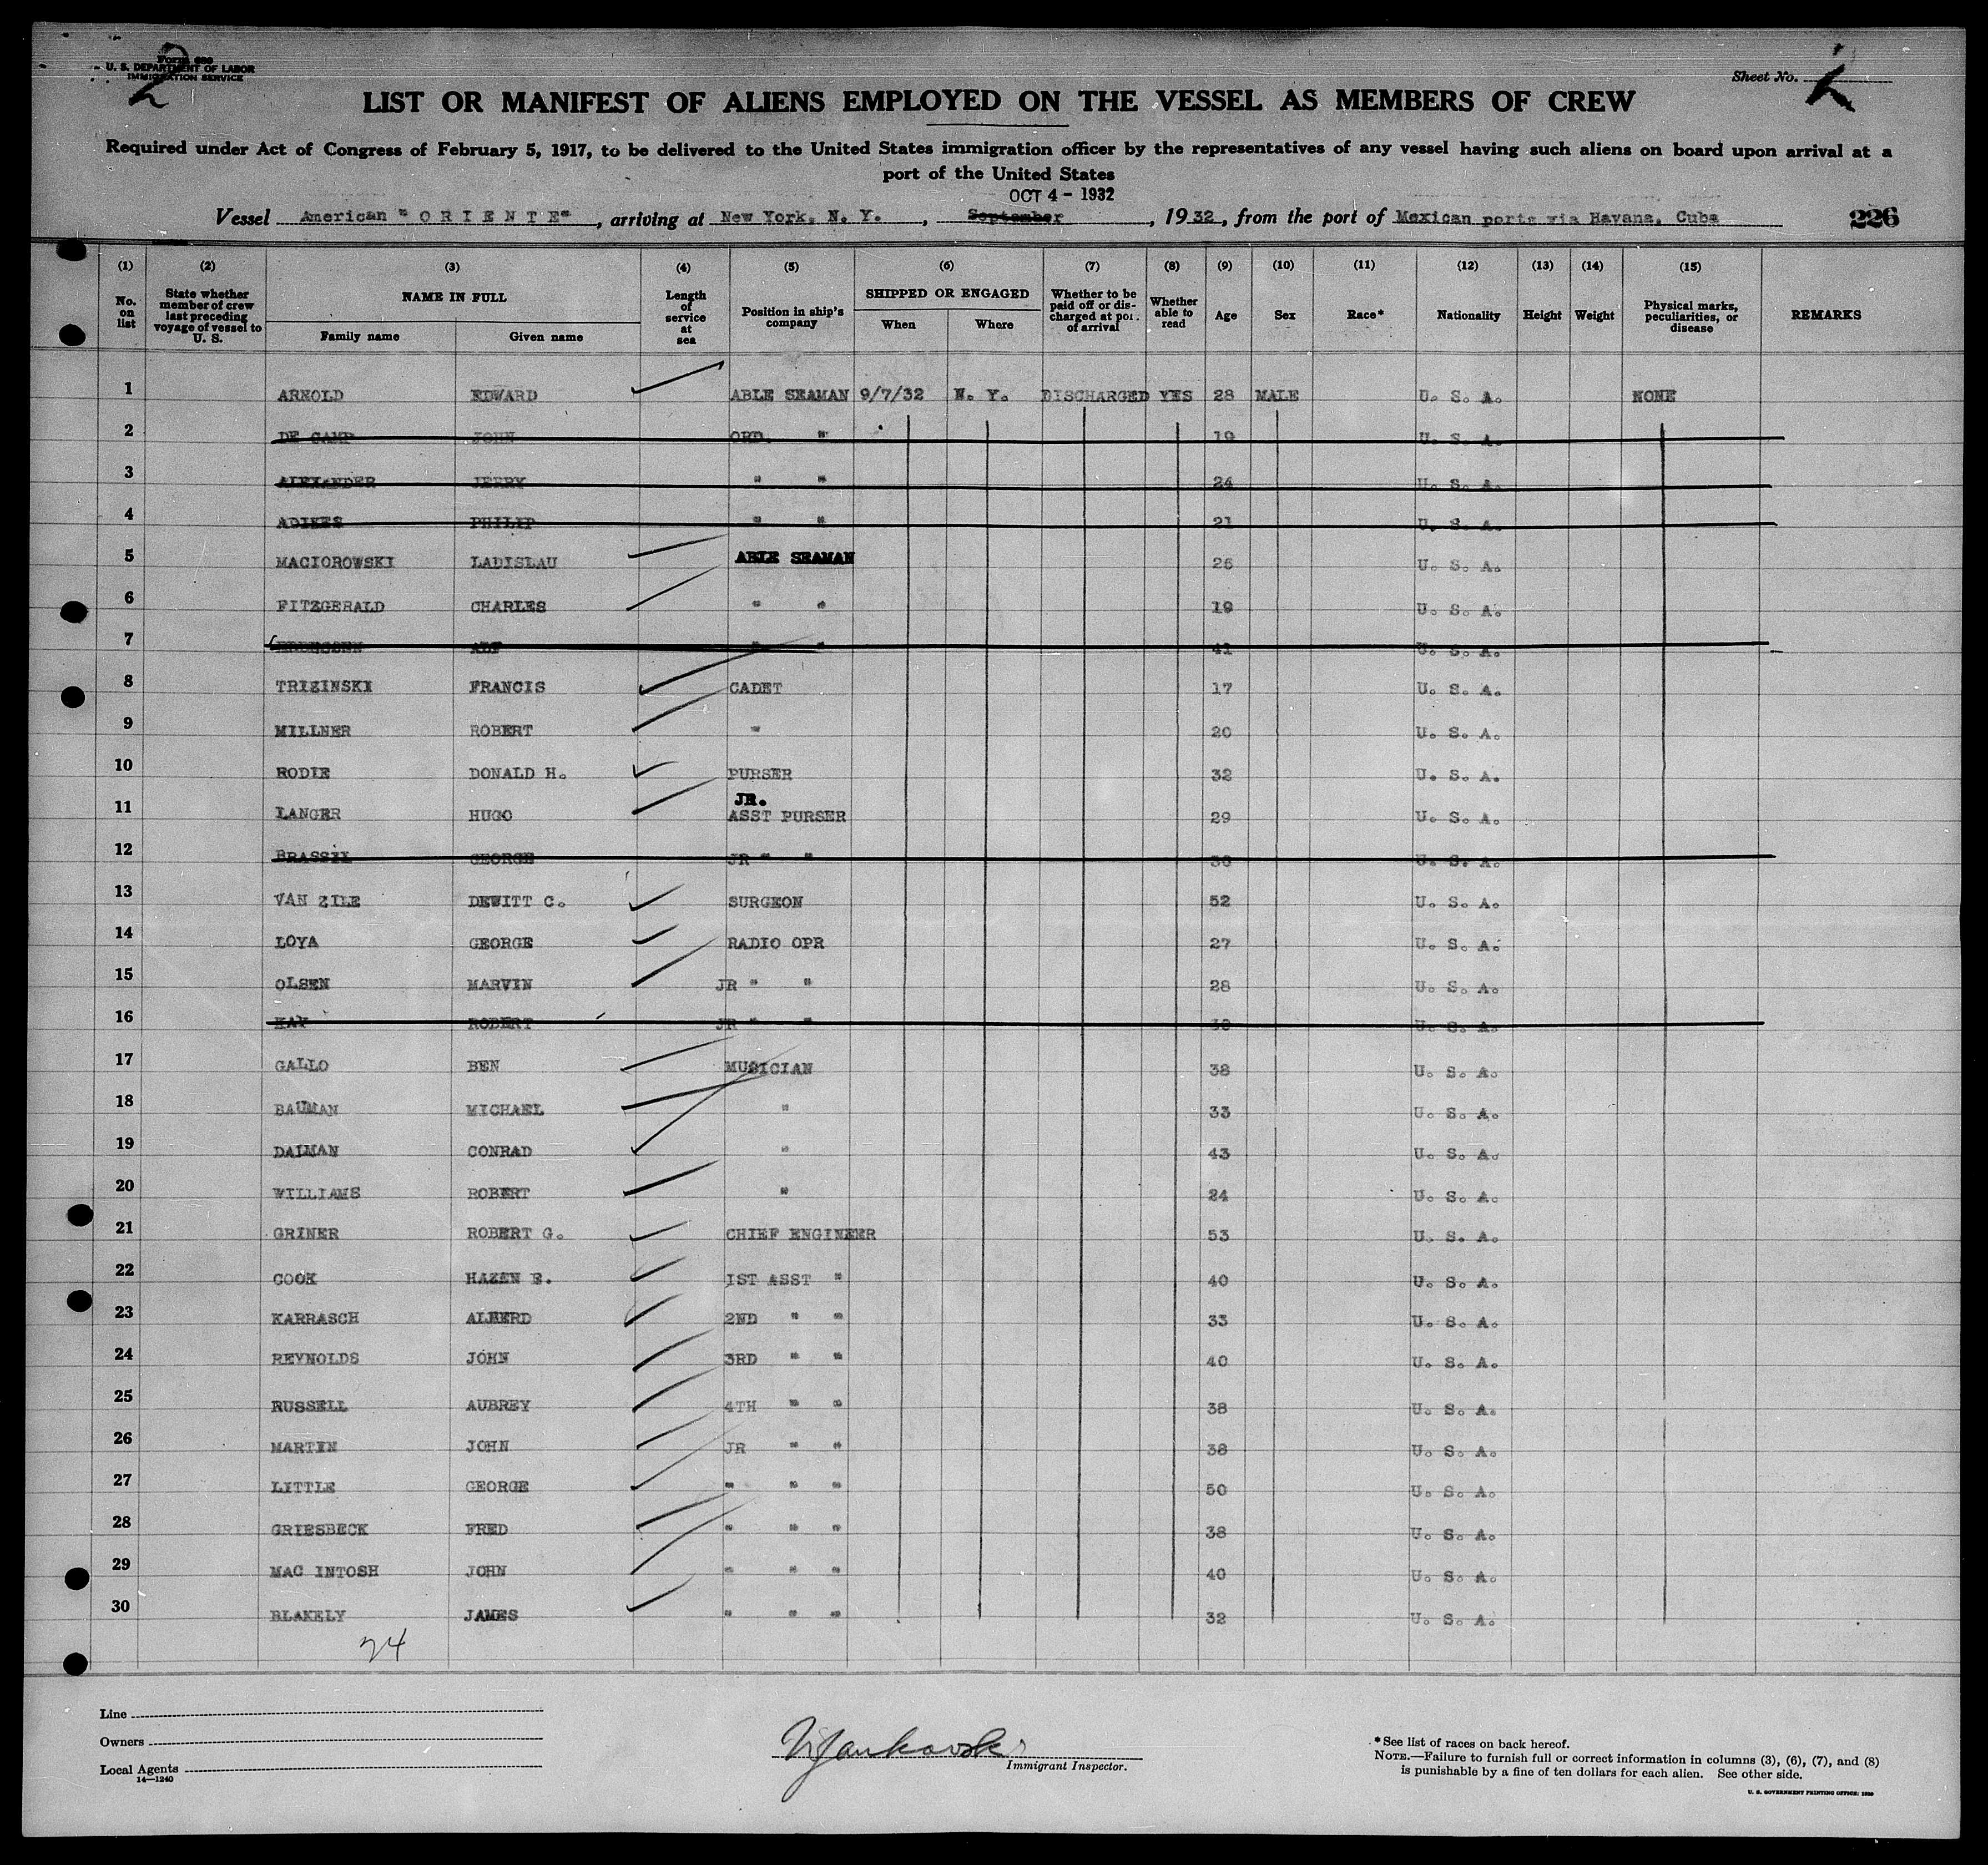 2
Form 689
U. S. DEPARTMENT OF LABOR
IMMIGRATION SERVICE
Sheet No.
LIST OR MANIFEST OF ALIENS EMPLOYED ON THE VESSEL AS MEMBERS OF CREW
Required under Act of Congress of February 5, 1917, to be delivered to the United States immigration officer by the representatives of any vessel having such aliens on board upon arrival at a
port of the United States
OCT 4 - 1932
Vessel American "ORIENTE", arriving at New York, N. Y., September, 1932, from the port of Mexican ports via Havana, Cuba 226
(1) (2) (3) (4) (5) (6) (7) (8) (9) (10) (11) (12) (13) (14) (15)
No. on list State whether member of crew last preceding voyage of vessel to U. S. NAME IN FULL Family name Given name Length of service at sea Position in ship's company SHIPPED OR ENGAGED When Where Whether to be paid off or discharged at port of arrival Whether able to read Age Sex Race* Nationality Height Weight Physical marks, peculiarities, or disease REMARKS
1 ARNOLD EDWARD ABLE SEAMAN 9/7/32 N. Y. DISCHARGED YES 28 MALE U. S. A. NONE
2 DE CAMP JOHN ORD. " 19 U. S. A.
3 ALEXANDER JERRY " " 24 U. S. A.
4 ADIKES PHILIP " " 21 U. S. A.
5 MACIOROWSKI LADISLAU ABLE SEAMAN 26 U. S. A.
6 FITZGERALD CHARLES " " 19 U. S. A.
7 ALF " " 41 U. S. A.
8 TRIZINSKI FRANCIS CADET 17 U. S. A.
9 MILLNER ROBERT " 20 U. S. A.
10 RODIE DONALD H. PURSER 32 U. S. A.
JR.
11 LANGER HUGO ASST PURSER 29 U. S. A.
12 BRASSIL GEORGE JR " " U. S. A.
13 VAN ZILE DEWITT C. SURGEON 52 U. S. A.
14 LOYA GEORGE RADIO OPR 27 U. S. A.
15 OLSEN MARVIN JR " " 28 U. S. A.
16 KAY ROBERT JR " " U. S. A.
17 GALLO BEN MUSICIAN 38 U. S. A.
18 BAUMAN MICHAEL " 33 U. S. A.
19 DALMAN CONRAD " 43 U. S. A.
20 WILLIAMS ROBERT " 24 U. S. A.
21 GRINER ROBERT G. CHIEF ENGINEER 53 U. S. A.
22 COOK HAZEN E. 1ST ASST " 40 U. S. A.
23 KARRASCH ALHERD 2ND " " 33 U. S. A.
24 REYNOLDS JOHN 3RD " " 40 U. S. A.
25 RUSSELL AUBREY 4TH " " 38 U. S. A.
26 MARTIN JOHN JR " " 38 U. S. A.
27 LITTLE GEORGE " " " 50 U. S. A.
28 GRIESBECK FRED " " " 38 U. S. A.
29 MAC INTOSH JOHN " " " 40 U. S. A.
30 BLAKELY JAMES " " " 32 U. S. A.
24
Line
Owners
Local Agents
14—1240
Immigrant Inspector.
*See list of races on back hereof.
NOTE.—Failure to furnish full or correct information in columns (3), (6), (7), and (8)
is punishable by a fine of ten dollars for each alien. See other side.
U. S. GOVERNMENT PRINTING OFFICE: 1930